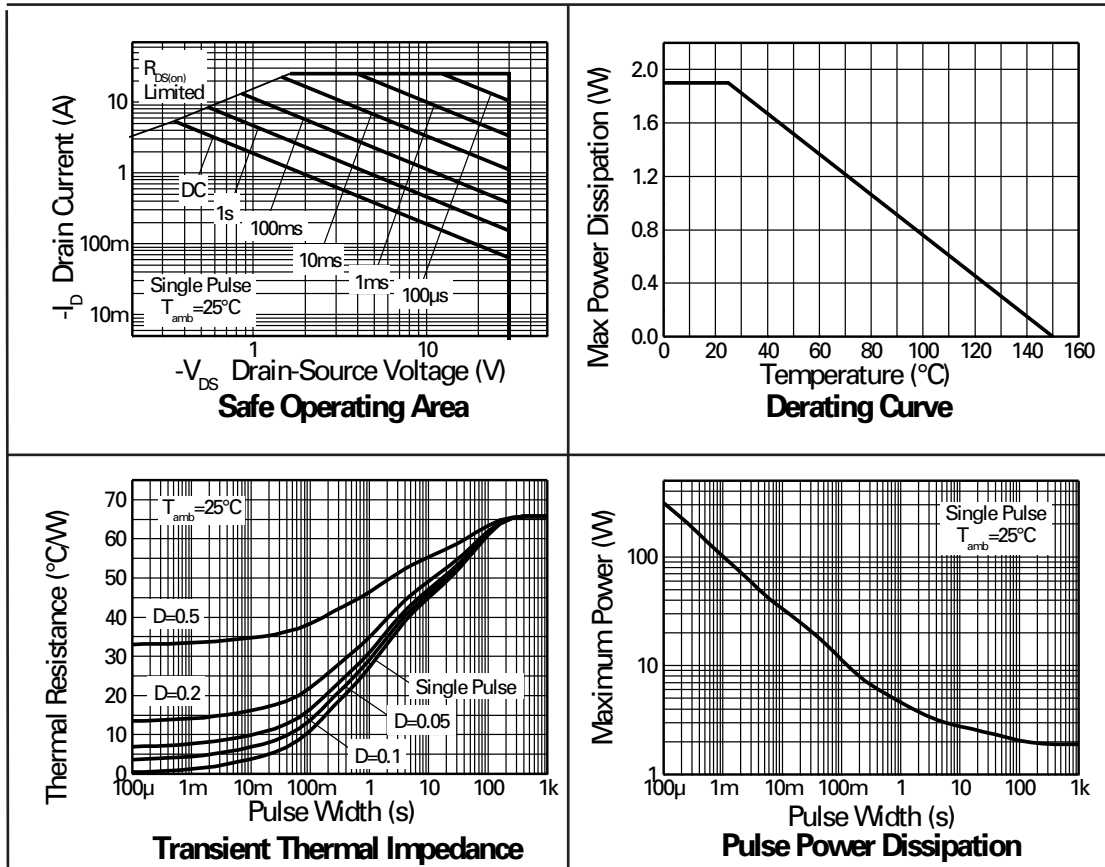 R_DS(on)
Limited
10
1
100m
10m
-I_D Drain Current (A)
DC
1s
100ms
10ms
1ms
100µs
Single Pulse
T_amb=25°C
1
10
-V_DS Drain-Source Voltage (V)
Safe Operating Area
2.0
1.6
1.2
0.8
0.4
0.0
Max Power Dissipation (W)
0 20 40 60 80 100 120 140 160
Temperature (°C)
Derating Curve
70
60
50
40
30
20
10
0
Thermal Resistance (°C/W)
T_amb=25°C
D=0.5
D=0.2
Single Pulse
D=0.05
D=0.1
100µ 1m 10m 100m 1 10 100 1k
Pulse Width (s)
Transient Thermal Impedance
100
10
1
Maximum Power (W)
Single Pulse
T_amb=25°C
100µ 1m 10m 100m 1 10 100 1k
Pulse Width (s)
Pulse Power Dissipation